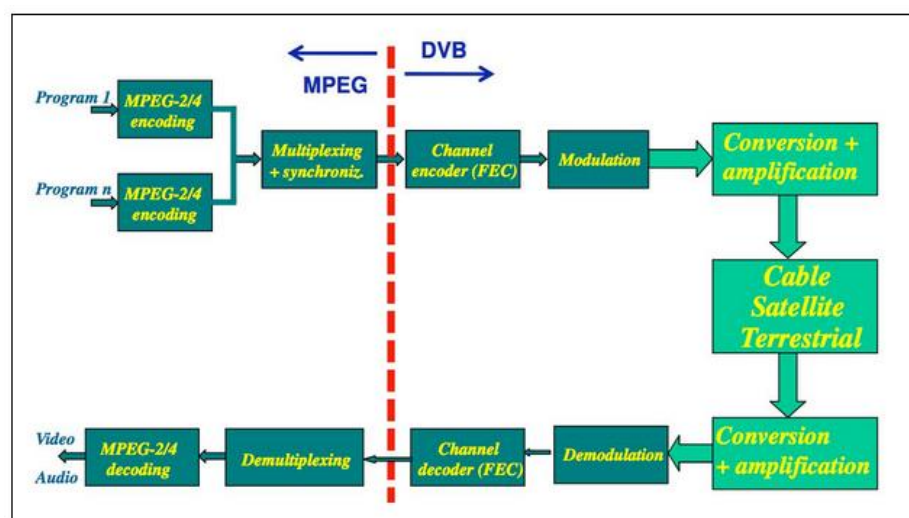 DVB
MPEG
Program 1
MPEG-2/4
encoding
Program n
MPEG-2/4
encoding
Multiplexing
+ synchroniz.
Channel
encoder (FEC)
Modulation
Conversion +
amplification
Cable
Satellite
Terrestrial
Conversion
+ amplification
Demodulation
Channel
decoder (FEC)
Demultiplexing
MPEG-2/4
decoding
Video
Audio